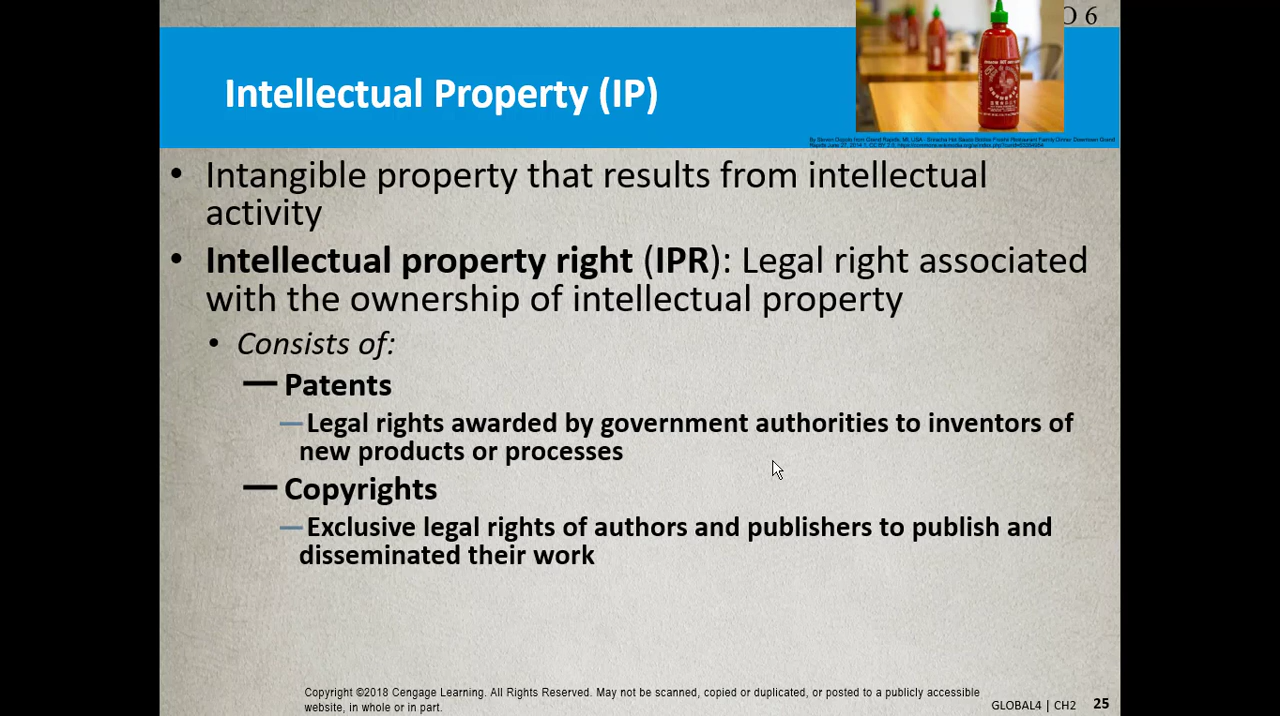 O 6
Intellectual Property (IP)
• Intangible property that results from intellectual
activity
• Intellectual property right (IPR): Legal right associated
with the ownership of intellectual property
• Consists of:
— Patents
— Legal rights awarded by government authorities to inventors of
new products or processes
— Copyrights
— Exclusive legal rights of authors and publishers to publish and
disseminated their work
Copyright ©2018 Cengage Learning. All Rights Reserved. May not be scanned, copied or duplicated, or posted to a publicly accessible
website, in whole or in part.
GLOBAL4 | CH2 25